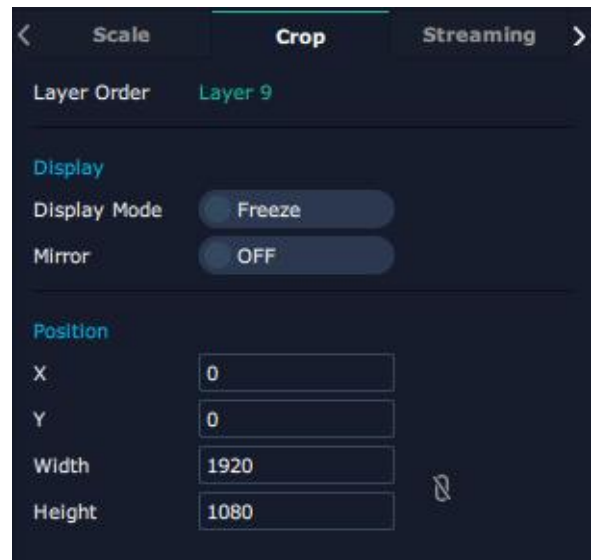 Scale Crop Streaming
Layer Order Layer 9
Display
Display Mode Freeze
Mirror OFF
Position
X 0
Y 0
Width 1920
Height 1080